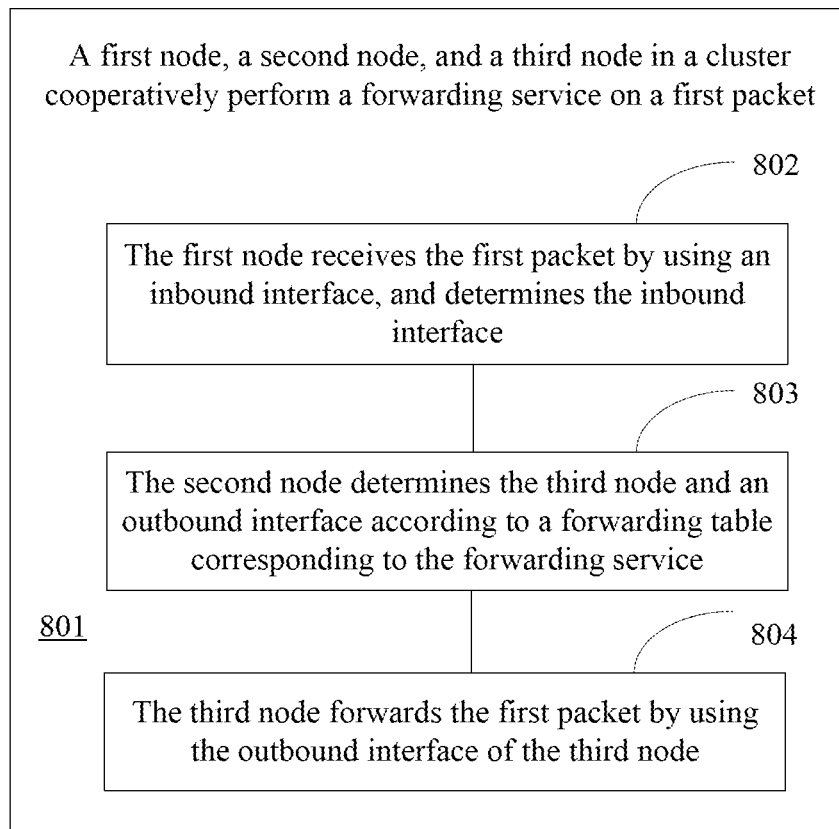 A first node, a second node, and a third node in a cluster
cooperatively perform a forwarding service on a first packet
802
The first node receives the first packet by using an
inbound interface, and determines the inbound
interface
803
The second node determines the third node and an
outbound interface according to a forwarding table
corresponding to the forwarding service
801
804
The third node forwards the first packet by using
the outbound interface of the third node